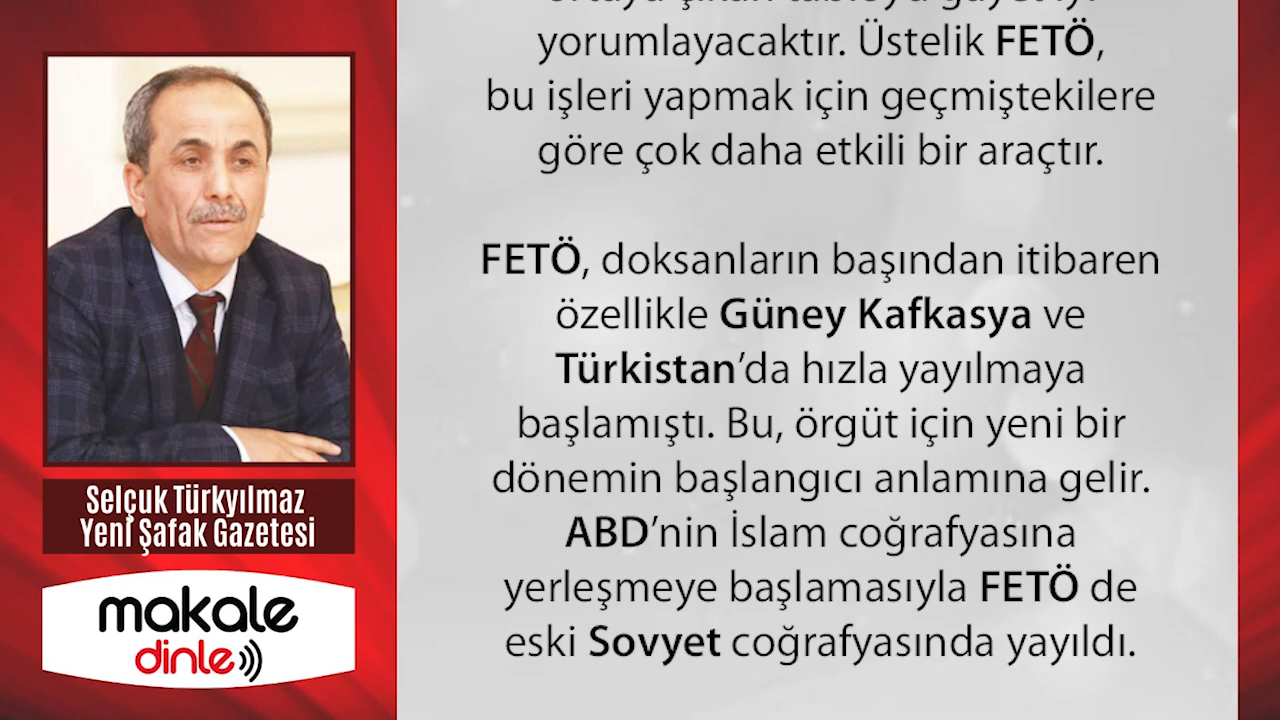 yorumlayacaktır. Üstelik FETÖ,
bu işleri yapmak için geçmiştekilere
göre çok daha etkili bir araçtır.
FETÖ, doksanların başından itibaren
özellikle Güney Kafkasya ve
Türkistan’da hızla yayılmaya
başlamıştı. Bu, örgüt için yeni bir
dönemin başlangıcı anlamına gelir.
ABD’nin İslam coğrafyasına
yerleşmeye başlamasıyla FETÖ de
eski Sovyet coğrafyasında yayıldı.
Selçuk Türkyılmaz
Yeni Şafak Gazetesi
makale
dinle